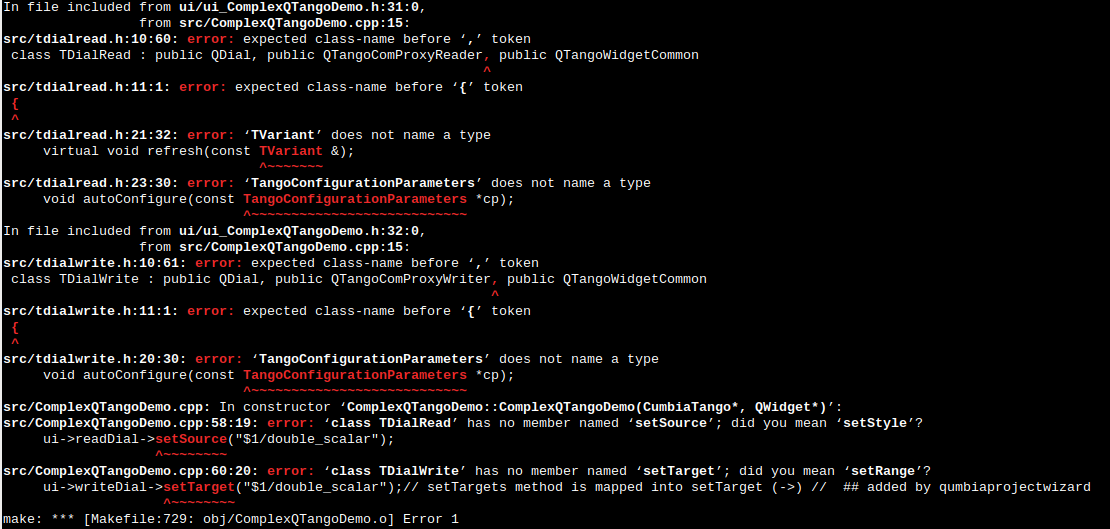 In file included from ui/ui_ComplexQTangoDemo.h:31:0,
                 from src/ComplexQTangoDemo.cpp:15:
src/tdialread.h:10:60: error: expected class-name before ‘,’ token
 class TDialRead : public QDial, public QTangoComProxyReader, public QTangoWidgetCommon
                                                            ^
src/tdialread.h:11:1: error: expected class-name before ‘{’ token
 {
 ^
src/tdialread.h:21:32: error: ‘TVariant’ does not name a type
     virtual void refresh(const TVariant &);
                                ^~~~~~~~
src/tdialread.h:23:30: error: ‘TangoConfigurationParameters’ does not name a type
     void autoConfigure(const TangoConfigurationParameters *cp);
                              ^~~~~~~~~~~~~~~~~~~~~~~~~~~~
In file included from ui/ui_ComplexQTangoDemo.h:32:0,
                 from src/ComplexQTangoDemo.cpp:15:
src/tdialwrite.h:10:61: error: expected class-name before ‘,’ token
 class TDialWrite : public QDial, public QTangoComProxyWriter, public QTangoWidgetCommon
                                                             ^
src/tdialwrite.h:11:1: error: expected class-name before ‘{’ token
 {
 ^
src/tdialwrite.h:20:30: error: ‘TangoConfigurationParameters’ does not name a type
     void autoConfigure(const TangoConfigurationParameters *cp);
                              ^~~~~~~~~~~~~~~~~~~~~~~~~~~~
src/ComplexQTangoDemo.cpp: In constructor ‘ComplexQTangoDemo::ComplexQTangoDemo(CumbiaTango*, QWidget*)’:
src/ComplexQTangoDemo.cpp:58:19: error: ‘class TDialRead’ has no member named ‘setSource’; did you mean ‘setStyle’?
     ui->readDial->setSource("$1/double_scalar");
                   ^~~~~~~~~
src/ComplexQTangoDemo.cpp:60:20: error: ‘class TDialWrite’ has no member named ‘setTarget’; did you mean ‘setRange’?
     ui->writeDial->setTarget("$1/double_scalar");// setTargets method is mapped into setTarget (->) //  ## added by qumbiaprojectwizard
                    ^~~~~~~~~
make: *** [Makefile:729: obj/ComplexQTangoDemo.o] Error 1